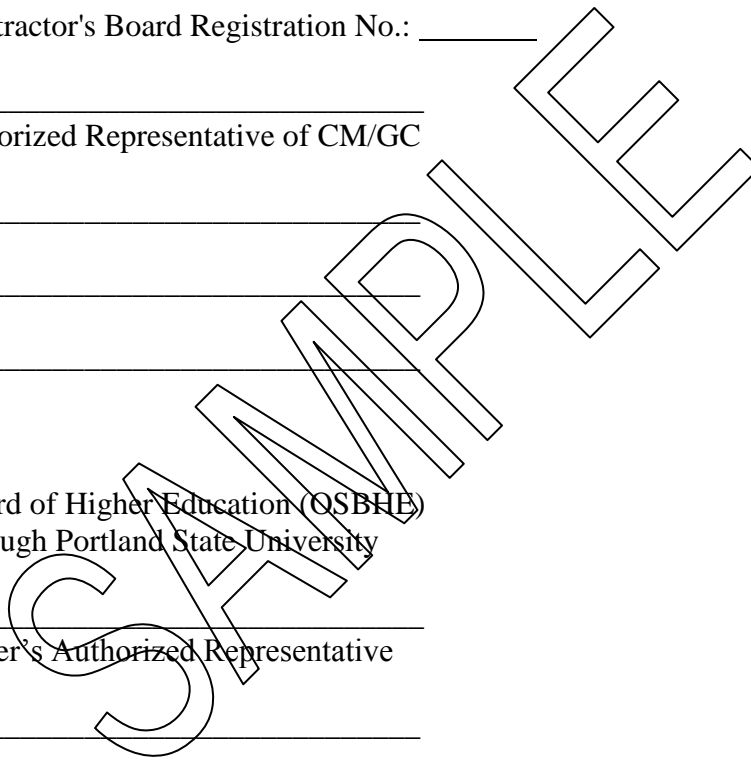 tractor's Board Registration No.: ________
orized Representative of CM/GC
rd of Higher Education (OSBHE)
ugh Portland State University
er’s Authorized Representative
SAMPLE